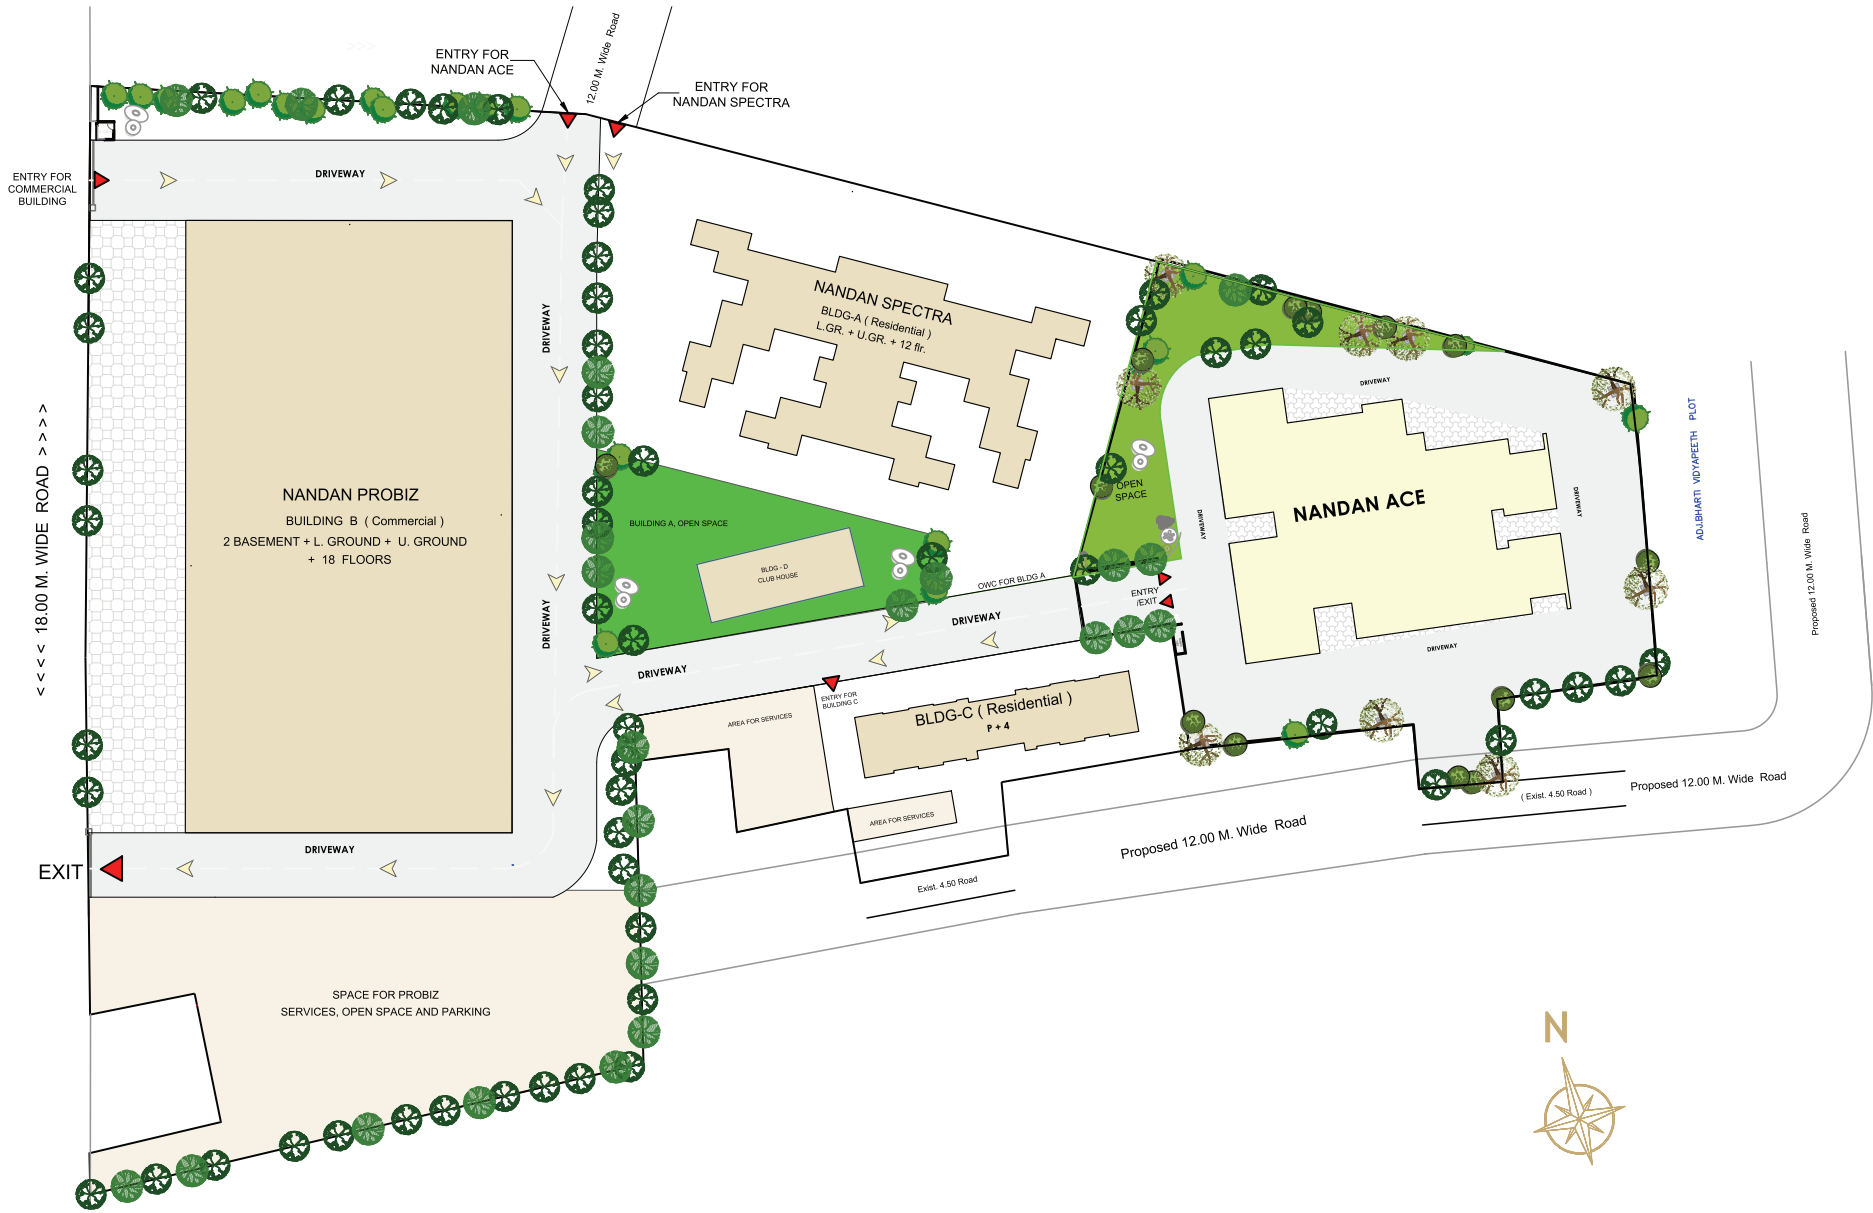 ENTRY FOR
NANDAN ACE
12.00 M. Wide Road
ENTRY FOR
NANDAN SPECTRA
ENTRY FOR
COMMERCIAL
BUILDING
DRIVEWAY
NANDAN SPECTRA
BLDG-A ( Residential )
L.GR. + U.GR. + 12 flr.
DRIVEWAY
DRIVEWAY
<<<<< 18.00 M. WIDE ROAD >>>>>
NANDAN PROBIZ
BUILDING B ( Commercial )
2 BASEMENT + L. GROUND + U. GROUND
+ 18 FLOORS
BUILDING A, OPEN SPACE
BLDG - D
CLUB HOUSE
OPEN
SPACE
DRIVEWAY
NANDAN ACE
DRIVEWAY
DRIVEWAY
ADJ.BHARTI VIDYAPEETH PLOT
Proposed 12.00 M. Wide Road
OWC FOR BLDG A
ENTRY
/EXIT
DRIVEWAY
DRIVEWAY
DRIVEWAY
DRIVEWAY
ENTRY FOR
BUILDING C
AREA FOR SERVICES
BLDG-C ( Residential )
P + 4
AREA FOR SERVICES
Proposed 12.00 M. Wide Road
( Exist. 4.50 Road )
Proposed 12.00 M. Wide Road
Exist. 4.50 Road
DRIVEWAY
EXIT
SPACE FOR PROBIZ
SERVICES, OPEN SPACE AND PARKING
N